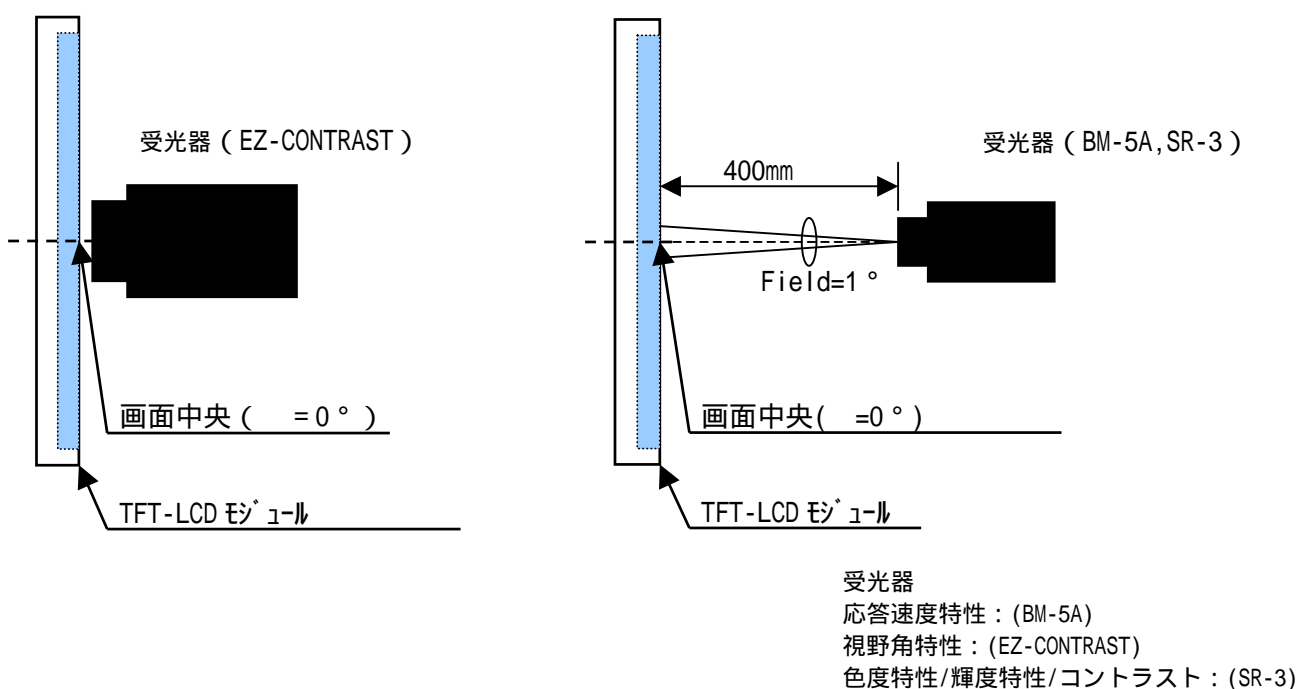 受光器（EZ-CONTRAST）
画面中央（　=0°）
TFT-LCD ﾓｼﾞｭｰﾙ
受光器（BM-5A,SR-3）
400mm
Field=1°
画面中央(　=0°)
TFT-LCD ﾓｼﾞｭｰﾙ
受光器
応答速度特性：(BM-5A)
視野角特性：(EZ-CONTRAST)
色度特性/輝度特性/コントラスト：(SR-3)